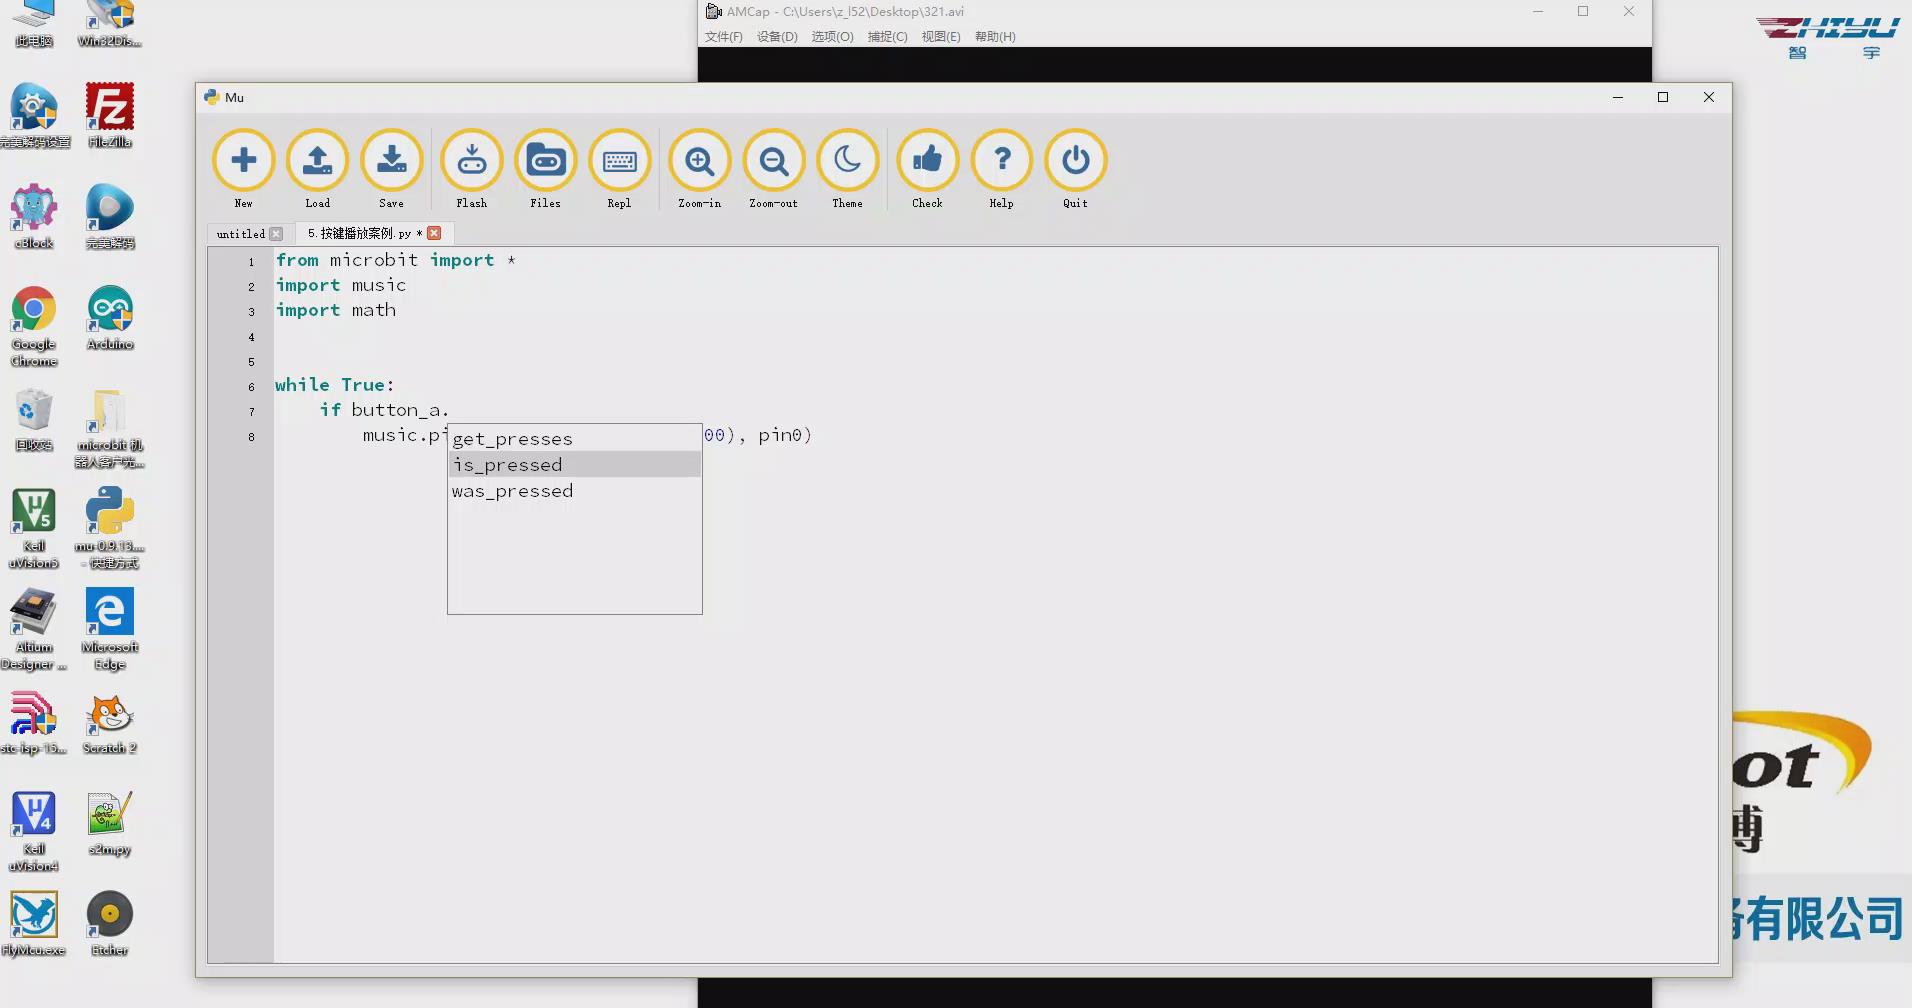 AMCap - C:\Users\z_l52\Desktop\321.avi
文件(F) 设备(D) 选项(O) 捕捉(C) 视图(E) 帮助(H)
ZHIYU
智 宇
此电脑
Win32Dis...
完美解码设置
FileZilla
cBlock
完美解码
Google Chrome
Arduino
回收站
microbit 机
器人客户光...
Keil
uVision5
mu-0.9.13....
- 快捷方式
Altium
Designer ...
Microsoft
Edge
stc-isp-15...
Scratch 2
Keil
uVision4
s2m.py
FlyMcu.exe
Etcher
Mu
New Load Save Flash Files Repl Zoom-in Zoom-out Theme Check Help Quit
untitled
5.按键播放案例.py *
1 from microbit import *
2 import music
3 import math
4
5
6 while True:
7 if button_a.
8 music.pi 00), pin0)
get_presses
is_pressed
was_pressed
ot
博
务有限公司